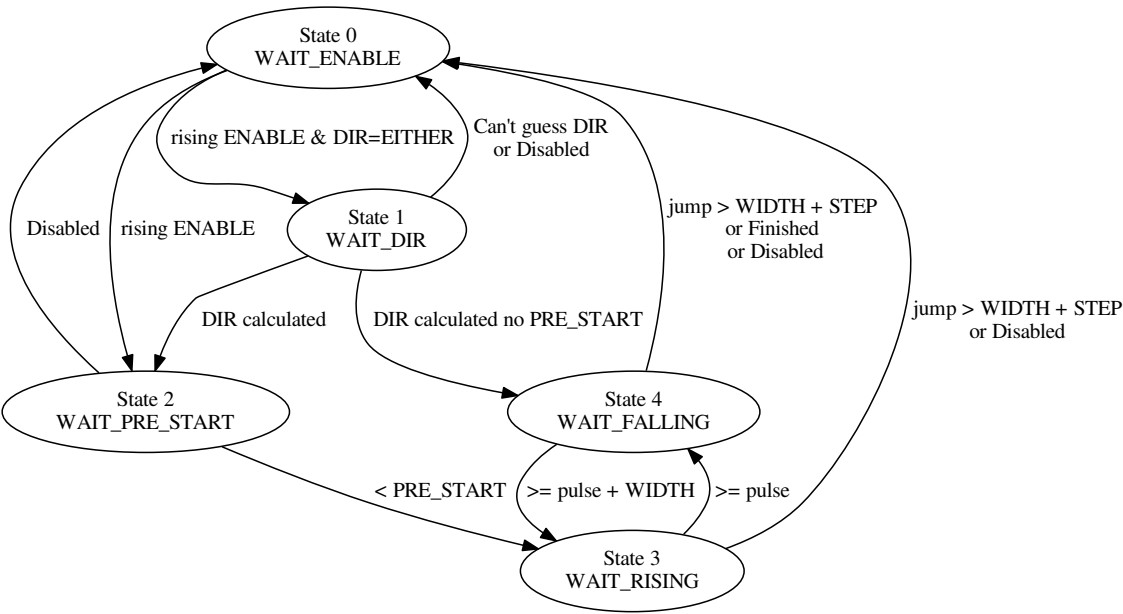 State 0
WAIT_ENABLE
rising ENABLE & DIR=EITHER
Can't guess DIR
or Disabled
Disabled
rising ENABLE
State 1
WAIT_DIR
jump > WIDTH + STEP
or Finished
or Disabled
DIR calculated
DIR calculated no PRE_START
jump > WIDTH + STEP
or Disabled
State 2
WAIT_PRE_START
State 4
WAIT_FALLING
< PRE_START
>= pulse + WIDTH
>= pulse
State 3
WAIT_RISING